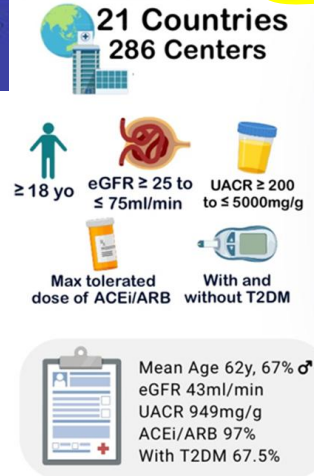 21 Countries
286 Centers
≥ 18 yo
eGFR ≥ 25 to
≤ 75ml/min
UACR ≥ 200
to ≤ 5000mg/g
Max tolerated
dose of ACEi/ARB
With and
without T2DM
Mean Age 62y, 67% ♂
eGFR 43ml/min
UACR 949mg/g
ACEi/ARB 97%
With T2DM 67.5%